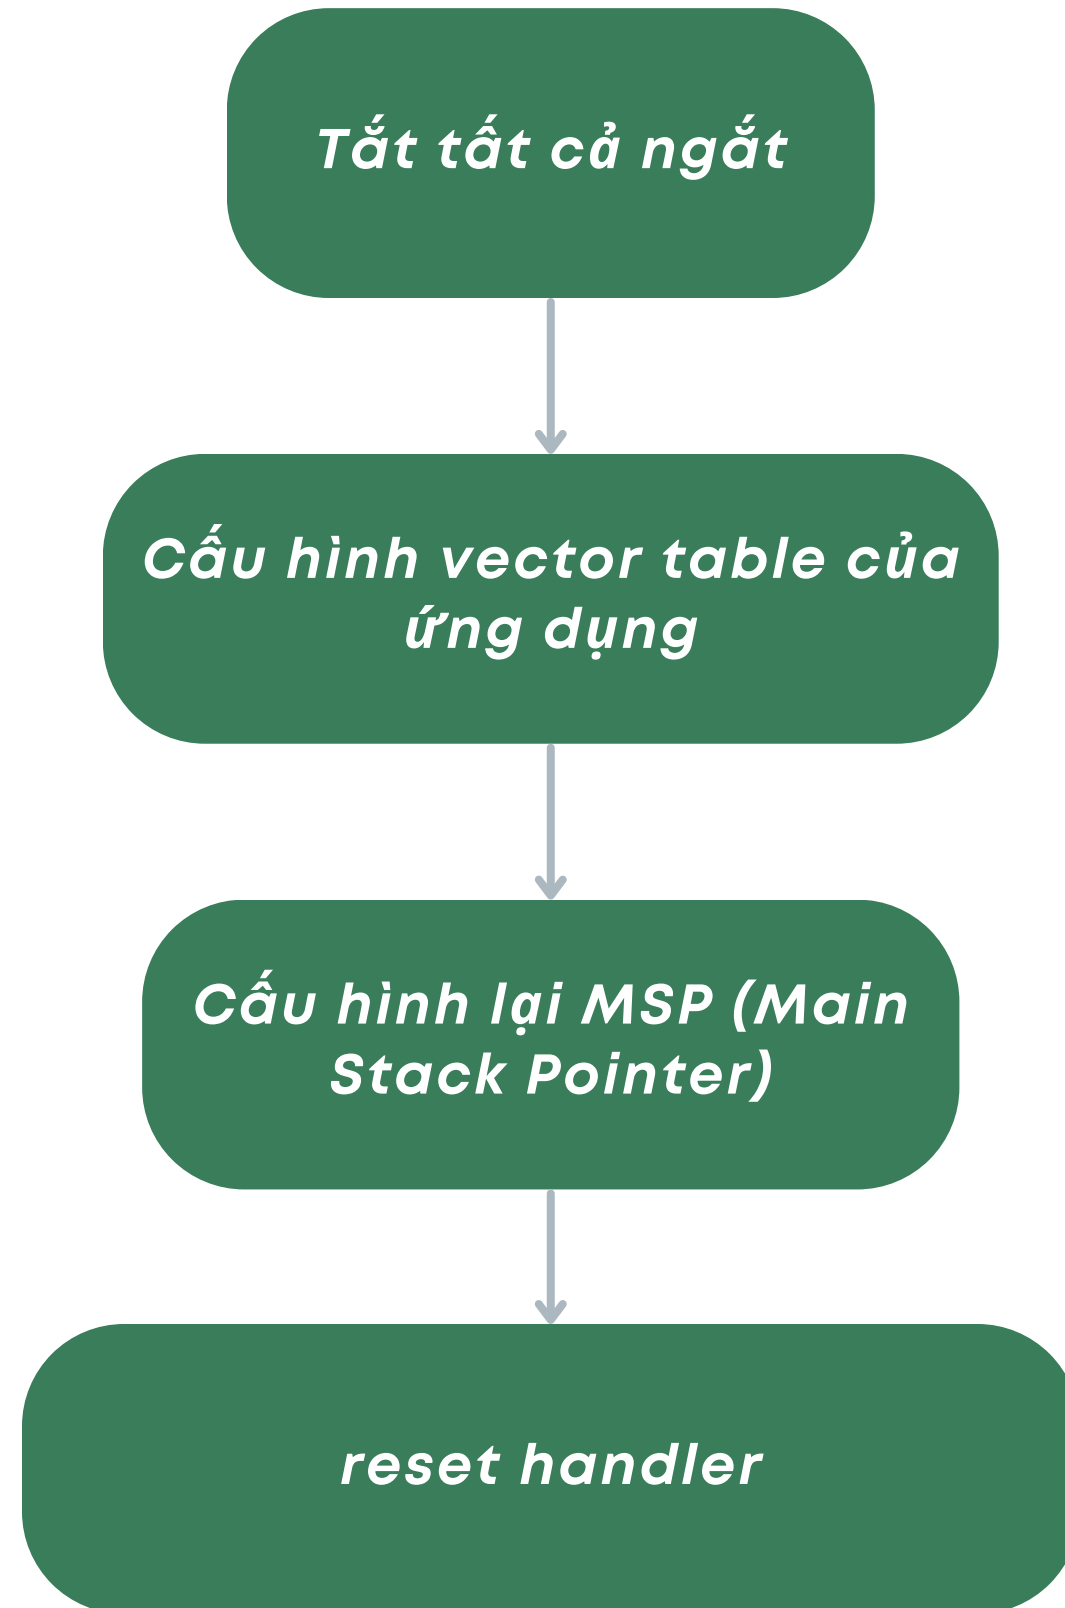 Tắt tất cả ngắt
Cấu hình vector table của
ứng dụng
Cấu hình lại MSP (Main
Stack Pointer)
reset handler